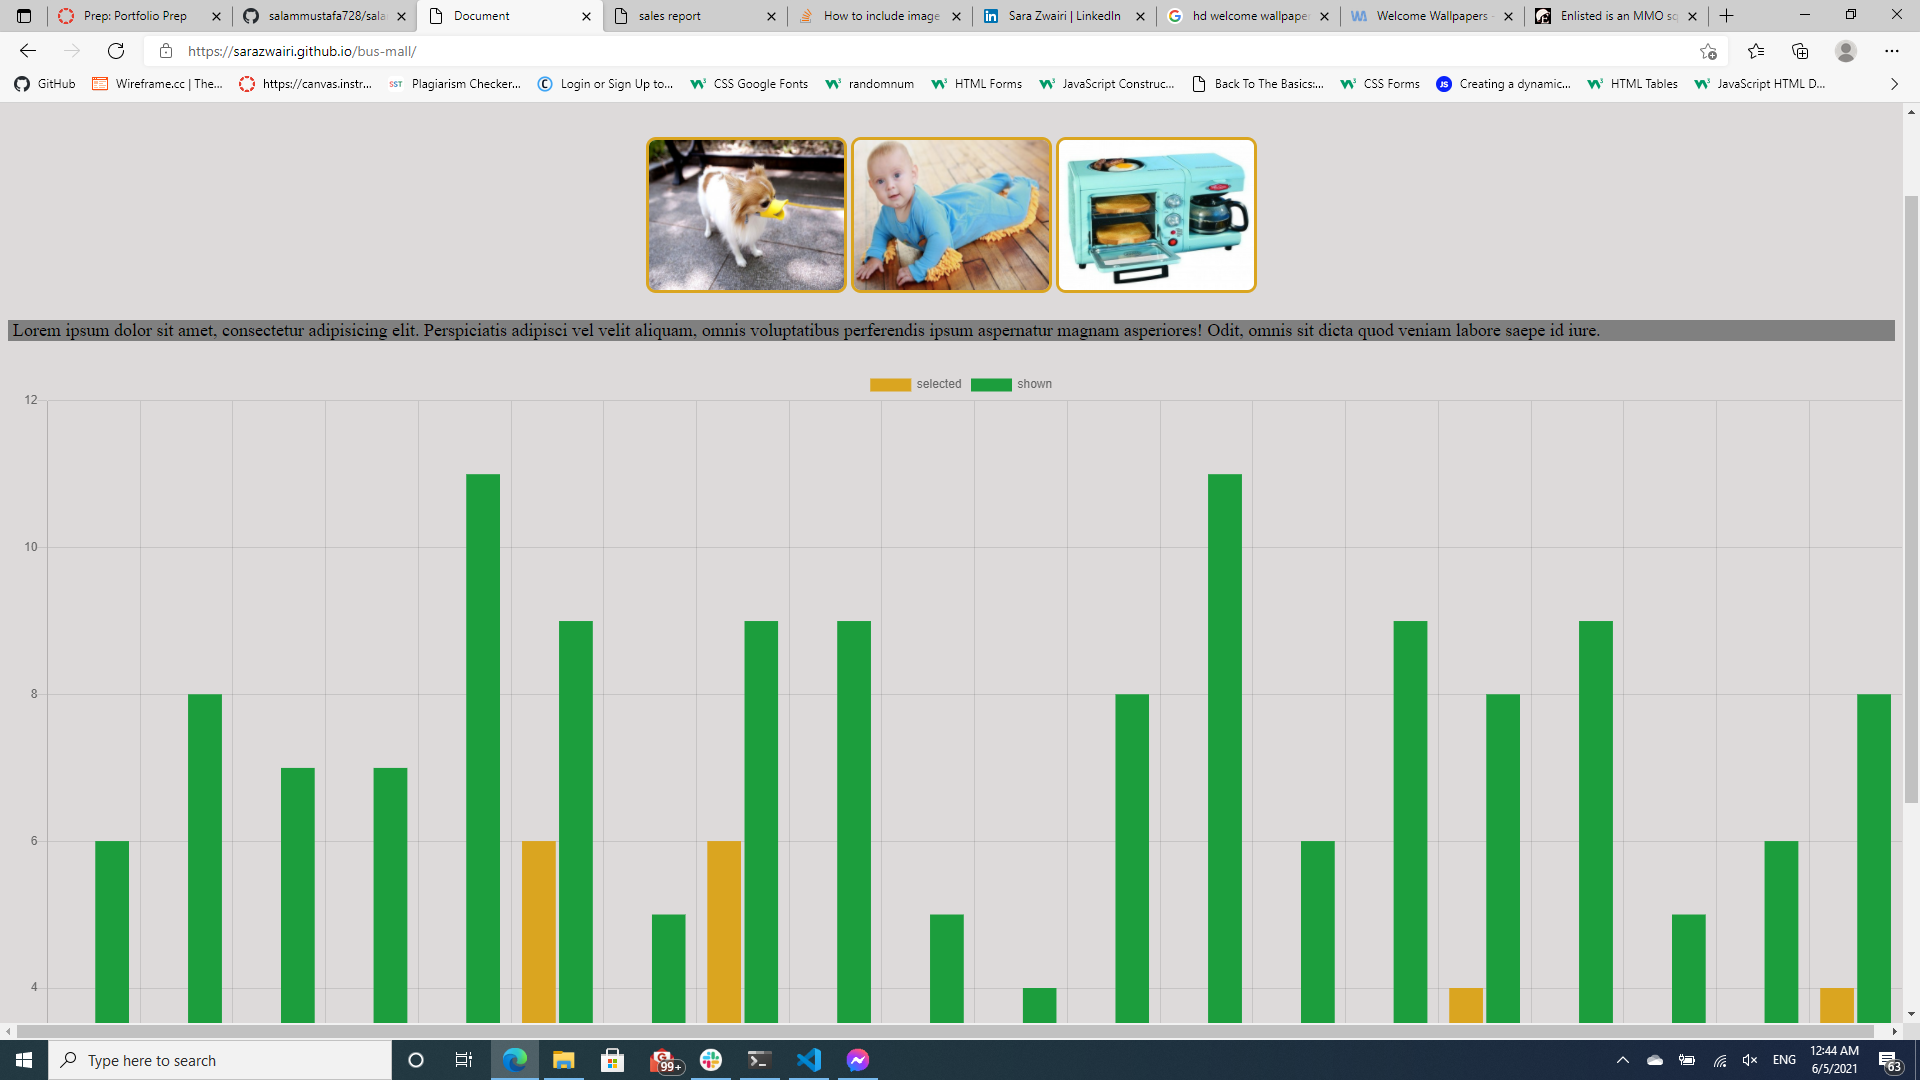 Prep: Portfolio Prep
salammustafa728/sala
Document
sales report
How to include image
Sara Zwairi | LinkedIn
hd welcome wallpaper
Welcome Wallpapers -
Enlisted is an MMO sq
https://sarazwairi.github.io/bus-mall/
GitHub
Wireframe.cc | The...
https://canvas.instr...
SST
Plagiarism Checker...
Login or Sign Up to...
CSS Google Fonts
randomnum
HTML Forms
JavaScript Construc...
Back To The Basics:...
CSS Forms
JS
Creating a dynamic...
HTML Tables
JavaScript HTML D...
Lorem ipsum dolor sit amet, consectetur adipisicing elit. Perspiciatis adipisci vel velit aliquam, omnis voluptatibus perferendis ipsum aspernatur magnam asperiores! Odit, omnis sit dicta quod veniam labore saepe id iure.
selected
shown
12
10
8
6
4
Type here to search
99+
ENG
12:44 AM
6/5/2021
63